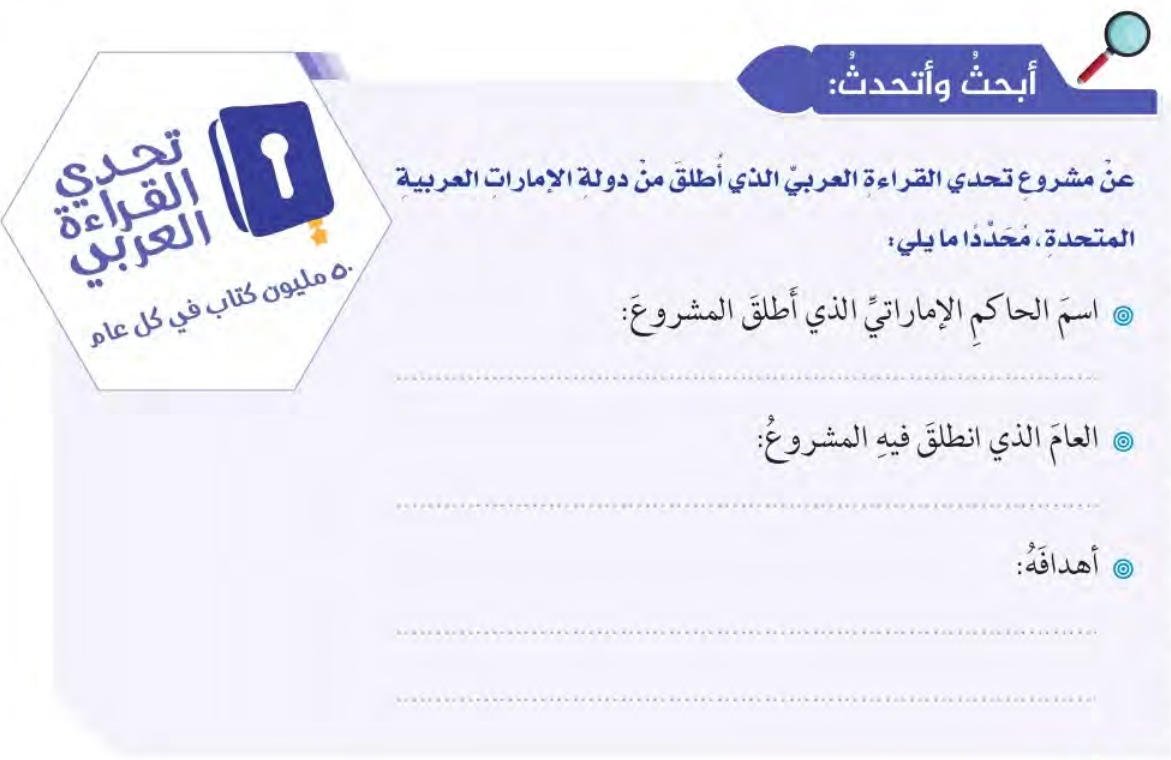 أبحثُ وأتحدثُ:
عنْ مشروعِ تحدي القراءةِ العربيِّ الذي أُطلقَ منْ دولةِ الإماراتِ العربيةِ
المتحدةِ، مُحَدِّدًا ما يلي:
اسمَ الحاكمِ الإماراتيِّ الذي أَطلقَ المشروعَ:
العامَ الذي انطلقَ فيهِ المشروعُ:
أهدافَهُ:
تحدي
القراءة
العربي
٥٠ مليون كتاب في كل عام